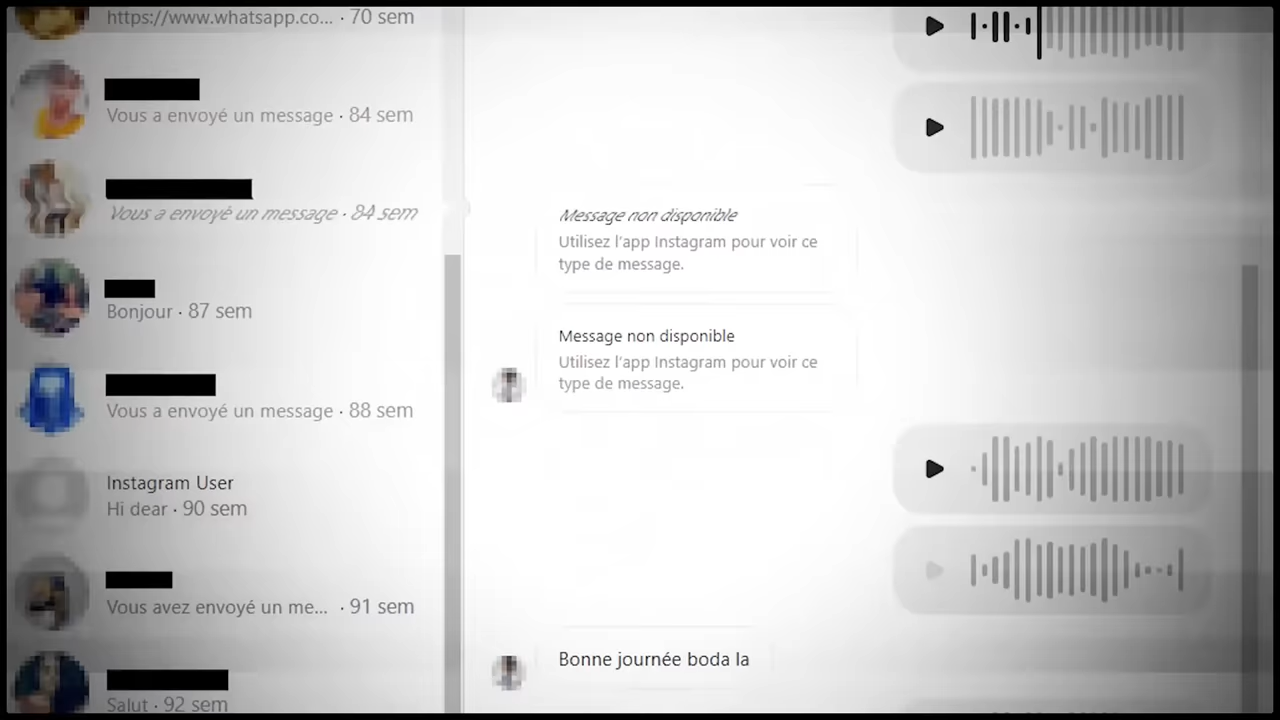 https://www.whatsapp.co... · 70 sem
Vous a envoyé un message · 84 sem
Vous a envoyé un message · 84 sem
Bonjour · 87 sem
Vous a envoyé un message · 88 sem
Instagram User
Hi dear · 90 sem
Vous avez envoyé un me... · 91 sem
Salut · 92 sem
Message non disponible
Utilisez l'app Instagram pour voir ce
type de message.
Message non disponible
Utilisez l'app Instagram pour voir ce
type de message.
Bonne journée boda la